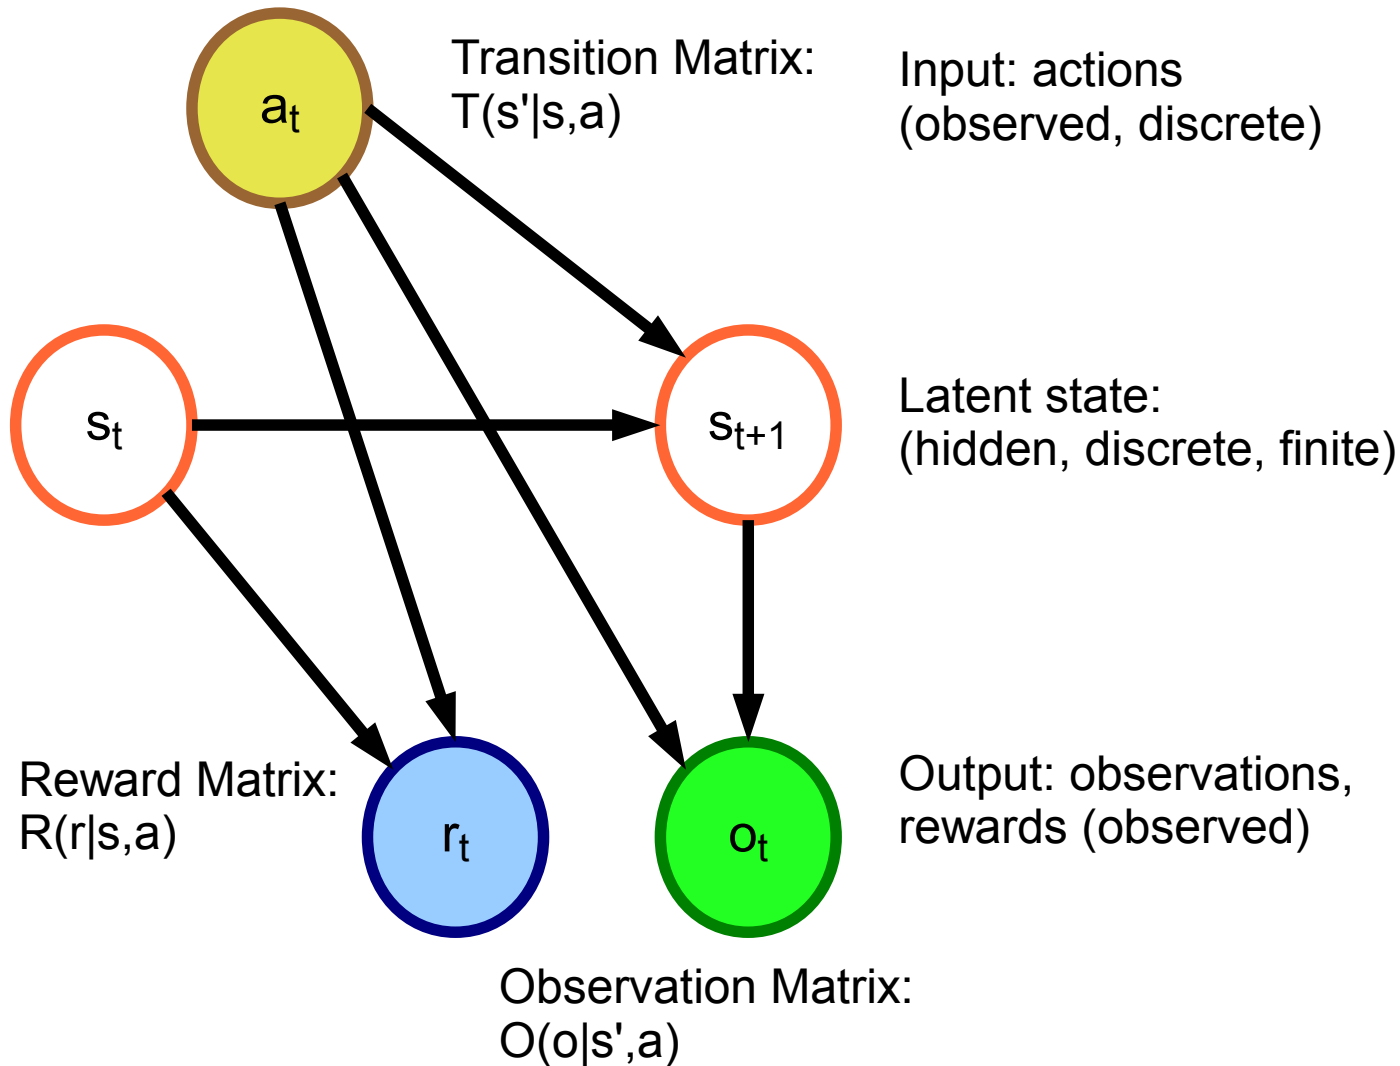 Transition Matrix:
T(s'|s,a)
Input: actions
(observed, discrete)
at
st
st+1
Latent state:
(hidden, discrete, finite)
Reward Matrix:
R(r|s,a)
rt
ot
Output: observations,
rewards (observed)
Observation Matrix:
O(o|s',a)